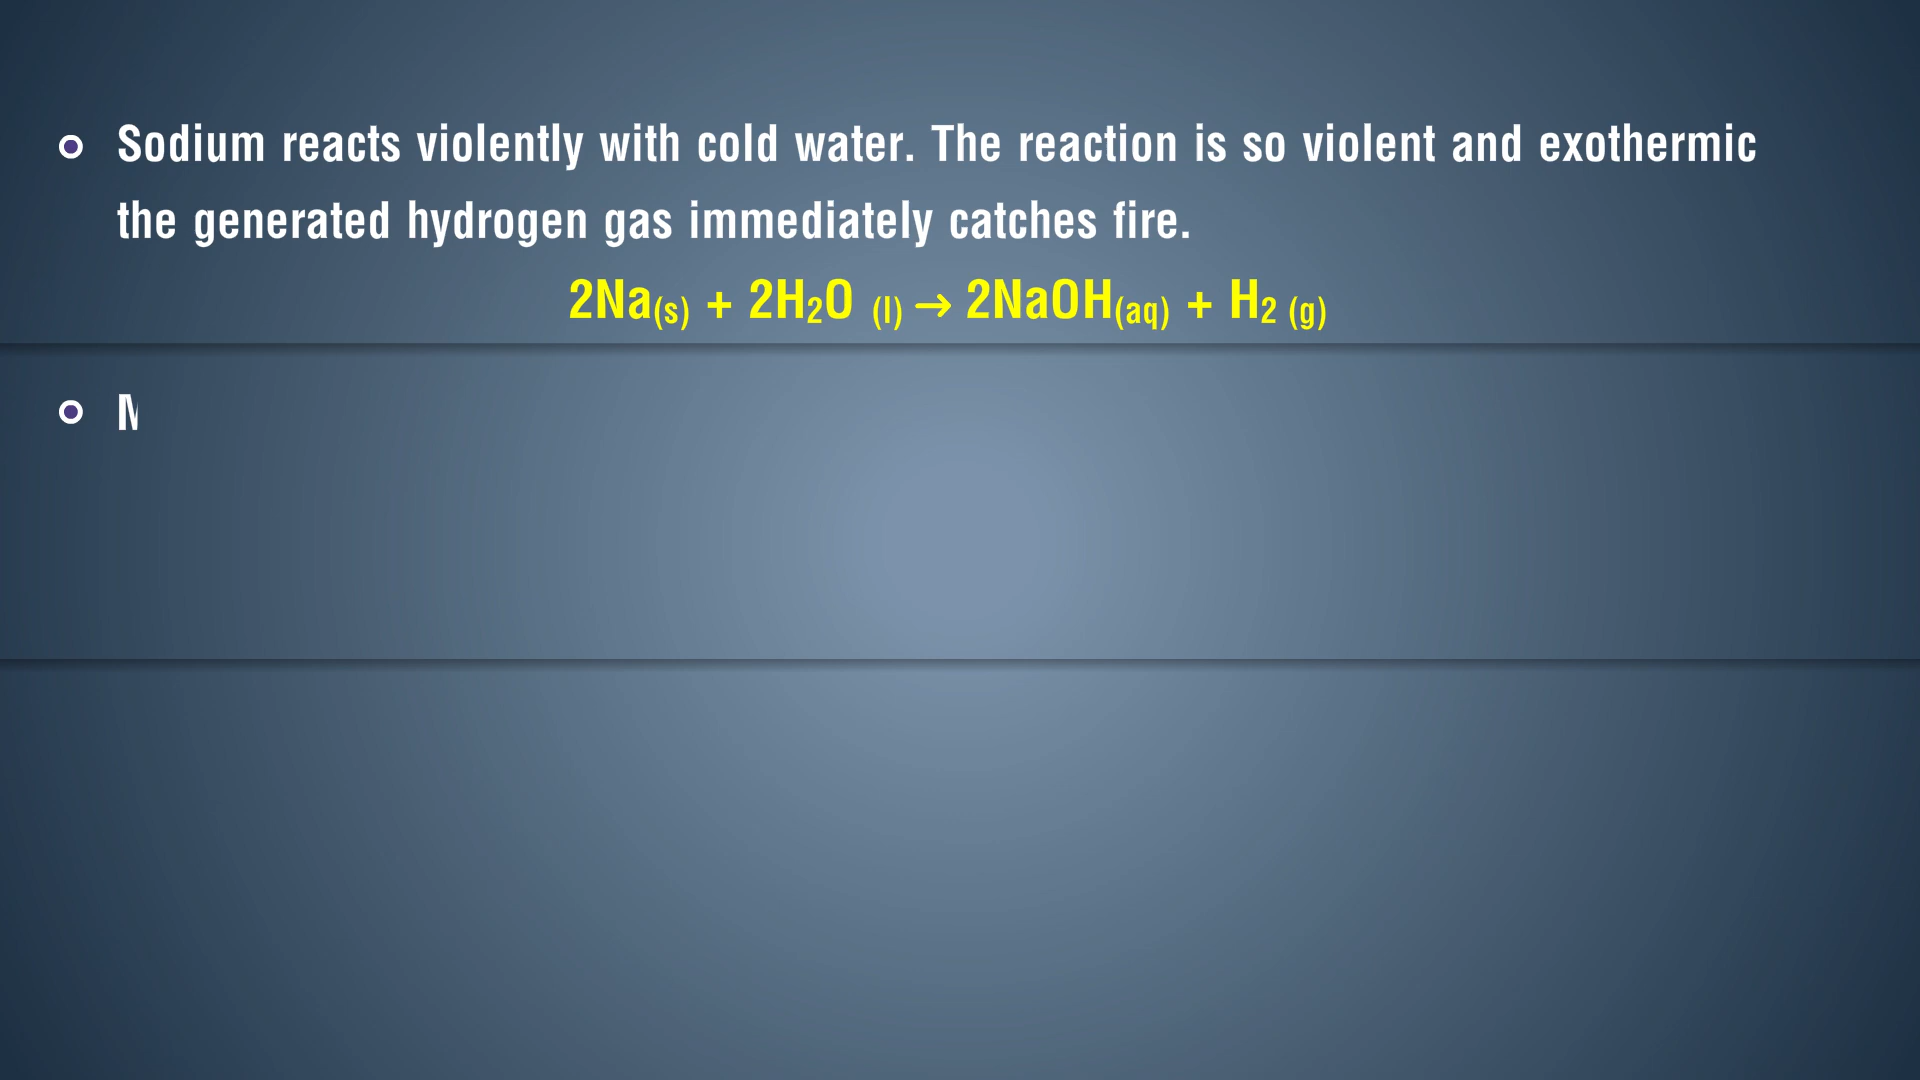 Sodium reacts violently with cold water. The reaction is so violent and exothermic
the generated hydrogen gas immediately catches fire.
2Na(s) + 2H₂O (l) → 2NaOH(aq) + H₂ (g)